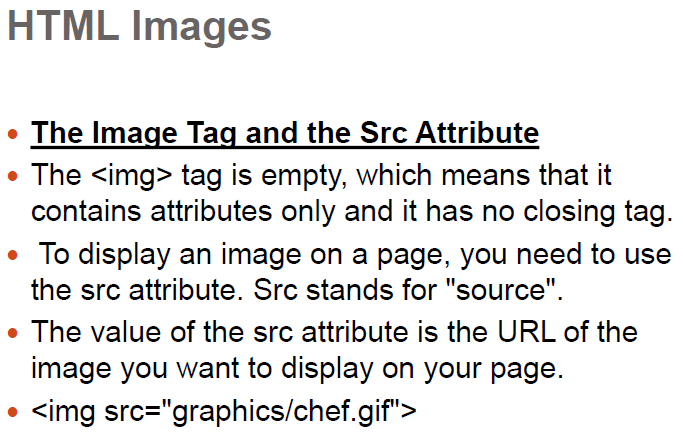 HTML Images
• The Image Tag and the Src Attribute
• The <img> tag is empty, which means that it
contains attributes only and it has no closing tag.
• To display an image on a page, you need to use
the src attribute. Src stands for "source".
• The value of the src attribute is the URL of the
image you want to display on your page.
• <img src="graphics/chef.gif">